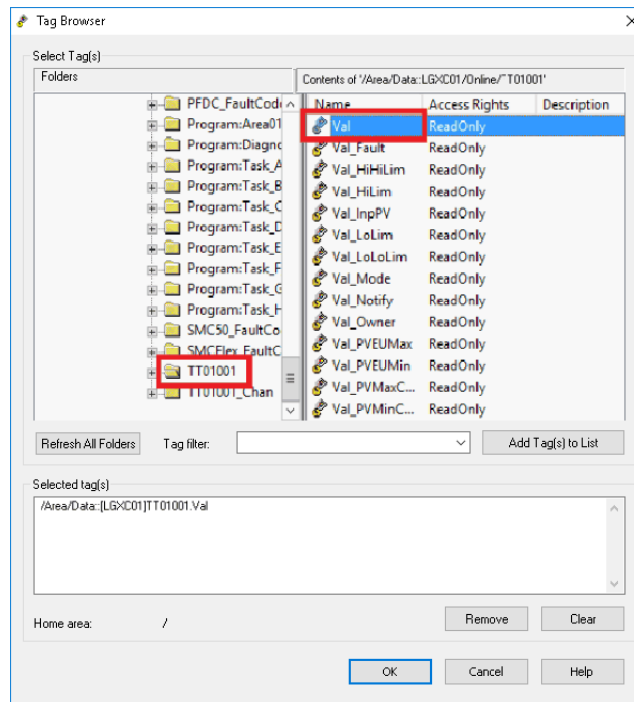 Tag Browser
Select Tag(s)
Folders
Contents of '/Area/Data::LGXC01/Online/~T01001'
PFDC_FaultCod
Program:Area01
Program:Diagno
Program:Task_A
Program:Task_B
Program:Task_C
Program:Task_D
Program:Task_E
Program:Task_F
Program:Task_G
Program:Task_H
SMC50_FaultCo
SMCFlex_FaultC
TT01001
TT01001_Chan
Name Access Rights Description
Val ReadOnly
Val_Fault ReadOnly
Val_HiHiLim ReadOnly
Val_HiLim ReadOnly
Val_InpPV ReadOnly
Val_LoLim ReadOnly
Val_LoLoLim ReadOnly
Val_Mode ReadOnly
Val_Notify ReadOnly
Val_Owner ReadOnly
Val_PVEUMax ReadOnly
Val_PVEUMin ReadOnly
Val_PVMaxC... ReadOnly
Val_PVMinC... ReadOnly
Refresh All Folders Tag filter: Add Tag(s) to List
Selected tag(s)
/Area/Data::[LGXC01]TT01001.Val
Home area: / Remove Clear
OK Cancel Help